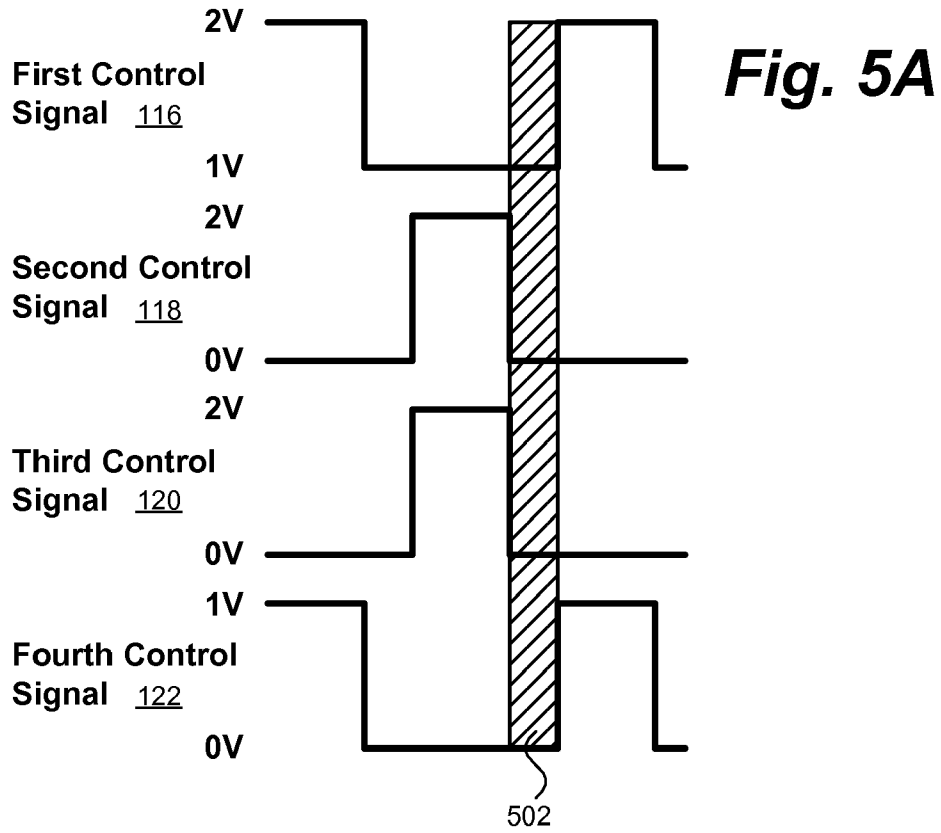 2V
Fig. 5A
First Control
Signal 116
1V
2V
Second Control
Signal 118
0V
2V
Third Control
Signal 120
0V
1V
Fourth Control
Signal 122
0V
502